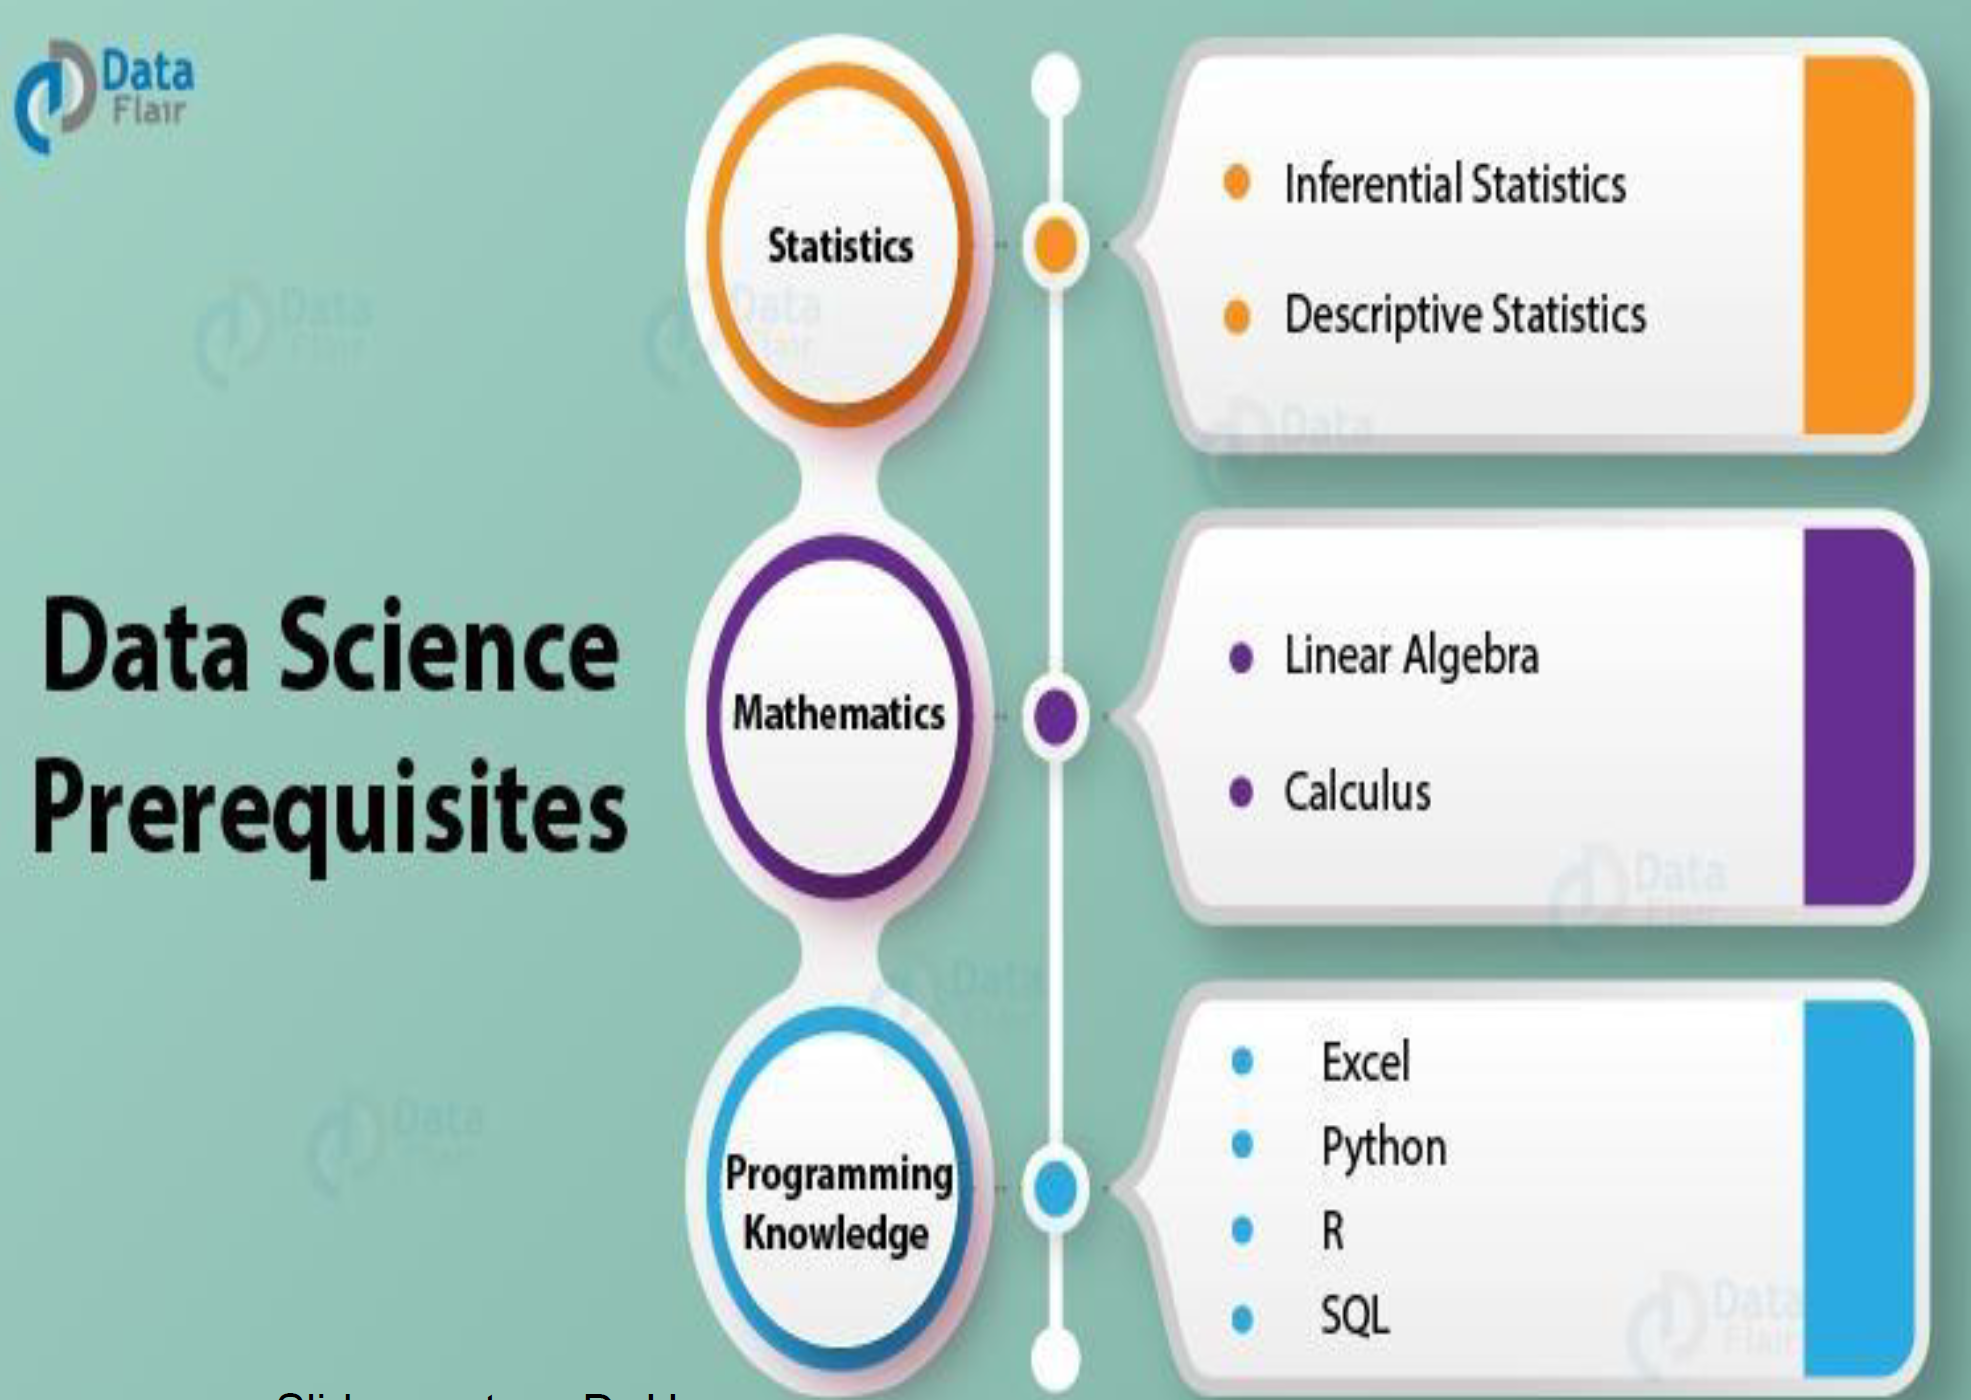 Data
Flair
Data Science
Prerequisites
Statistics
Inferential Statistics
Descriptive Statistics
Mathematics
Linear Algebra
Calculus
Programming
Knowledge
Excel
Python
R
SQL